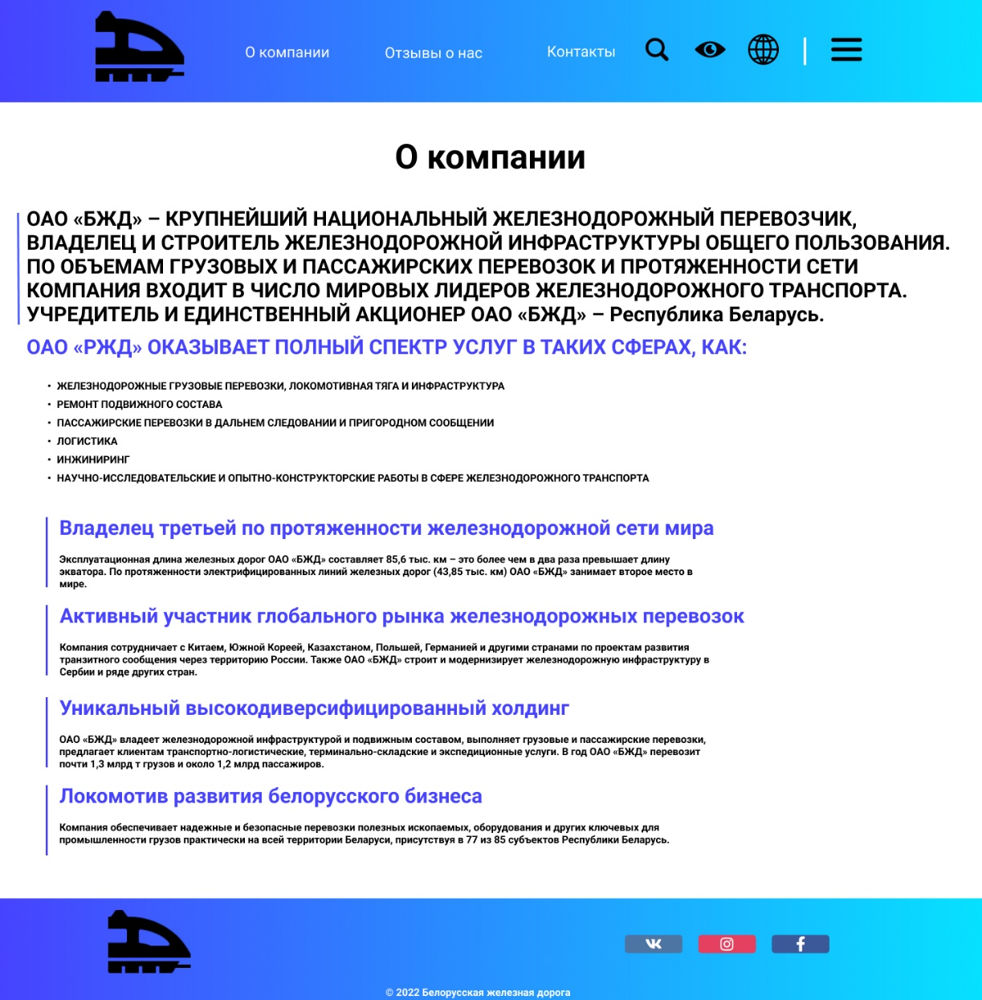 О компании
Отзывы о нас
Контакты
О компании
ОАО «БЖД» – КРУПНЕЙШИЙ НАЦИОНАЛЬНЫЙ ЖЕЛЕЗНОДОРОЖНЫЙ ПЕРЕВОЗЧИК,
ВЛАДЕЛЕЦ И СТРОИТЕЛЬ ЖЕЛЕЗНОДОРОЖНОЙ ИНФРАСТРУКТУРЫ ОБЩЕГО ПОЛЬЗОВАНИЯ.
ПО ОБЪЕМАМ ГРУЗОВЫХ И ПАССАЖИРСКИХ ПЕРЕВОЗОК И ПРОТЯЖЕННОСТИ СЕТИ
КОМПАНИЯ ВХОДИТ В ЧИСЛО МИРОВЫХ ЛИДЕРОВ ЖЕЛЕЗНОДОРОЖНОГО ТРАНСПОРТА.
УЧРЕДИТЕЛЬ И ЕДИНСТВЕННЫЙ АКЦИОНЕР ОАО «БЖД» – Республика Беларусь.
ОАО «РЖД» ОКАЗЫВАЕТ ПОЛНЫЙ СПЕКТР УСЛУГ В ТАКИХ СФЕРАХ, КАК:
• ЖЕЛЕЗНОДОРОЖНЫЕ ГРУЗОВЫЕ ПЕРЕВОЗКИ, ЛОКОМОТИВНАЯ ТЯГА И ИНФРАСТРУКТУРА
• РЕМОНТ ПОДВИЖНОГО СОСТАВА
• ПАССАЖИРСКИЕ ПЕРЕВОЗКИ В ДАЛЬНЕМ СЛЕДОВАНИИ И ПРИГОРОДНОМ СООБЩЕНИИ
• ЛОГИСТИКА
• ИНЖИНИРИНГ
• НАУЧНО-ИССЛЕДОВАТЕЛЬСКИЕ И ОПЫТНО-КОНСТРУКТОРСКИЕ РАБОТЫ В СФЕРЕ ЖЕЛЕЗНОДОРОЖНОГО ТРАНСПОРТА
Владелец третьей по протяженности железнодорожной сети мира
Эксплуатационная длина железных дорог ОАО «БЖД» составляет 85,6 тыс. км – это более чем в два раза превышает длину
экватора. По протяженности электрифицированных линий железных дорог (43,85 тыс. км) ОАО «БЖД» занимает второе место в
мире.
Активный участник глобального рынка железнодорожных перевозок
Компания сотрудничает с Китаем, Южной Кореей, Казахстаном, Польшей, Германией и другими странами по проектам развития
транзитного сообщения через территорию России. Также ОАО «БЖД» строит и модернизирует железнодорожную инфраструктуру в
Сербии и ряде других стран.
Уникальный высокодиверсифицированный холдинг
ОАО «БЖД» владеет железнодорожной инфраструктурой и подвижным составом, выполняет грузовые и пассажирские перевозки,
предлагает клиентам транспортно-логистические, терминально-складские и экспедиционные услуги. В год ОАО «БЖД» перевозит
почти 1,3 млрд т грузов и около 1,2 млрд пассажиров.
Локомотив развития белорусского бизнеса
Компания обеспечивает надежные и безопасные перевозки полезных ископаемых, оборудования и других ключевых для
промышленности грузов практически на всей территории Беларуси, присутствуя в 77 из 85 субъектов Республики Беларусь.
© 2022 Белорусская железная дорога